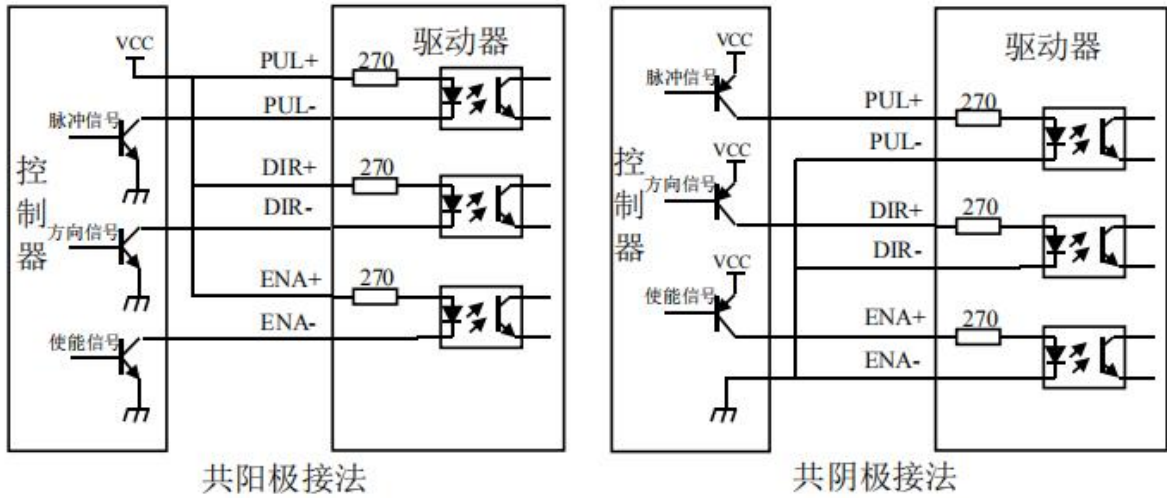 VCC
驱动器
PUL+
270
PUL-
脉冲信号
控制器
DIR+
270
DIR-
方向信号
ENA+
270
ENA-
使能信号
共阳极接法
VCC
驱动器
脉冲信号
PUL+
270
PUL-
VCC
控制器
方向信号
DIR+
270
DIR-
VCC
使能信号
ENA+
270
ENA-
共阴极接法